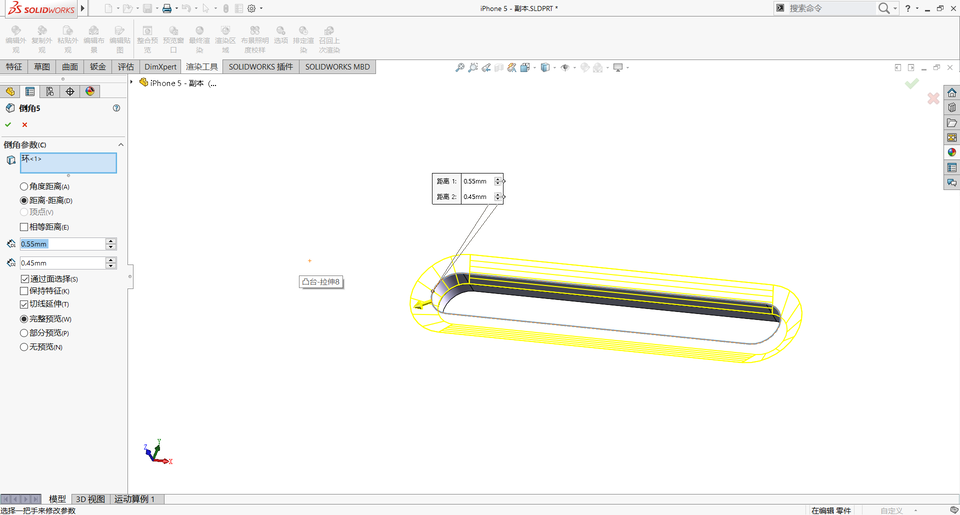 SOLIDWORKS
iPhone 5 - 副本.SLDPRT *
搜索命令
编辑外观
复制外观
粘贴外观
编辑布景
编辑贴图
整合预览
预览窗口
最终渲染
渲染区域
布景照明度校样
选项
排定渲染
召回上次渲染
特征
草图
曲面
钣金
评估
DimXpert
渲染工具
SOLIDWORKS 插件
SOLIDWORKS MBD
iPhone 5 - 副本 (...
倒角5
倒角参数(C)
环<1>
角度距离(A)
距离-距离(D)
顶点(V)
相等距离(E)
0.55mm
0.45mm
通过面选择(S)
保持特征(K)
切线延伸(T)
完整预览(W)
部分预览(P)
无预览(N)
距离 1: 0.55mm
距离 2: 0.45mm
凸台-拉伸8
Z
Y
X
模型
3D 视图
运动算例 1
选择一把手来修改参数
在编辑 零件
自定义